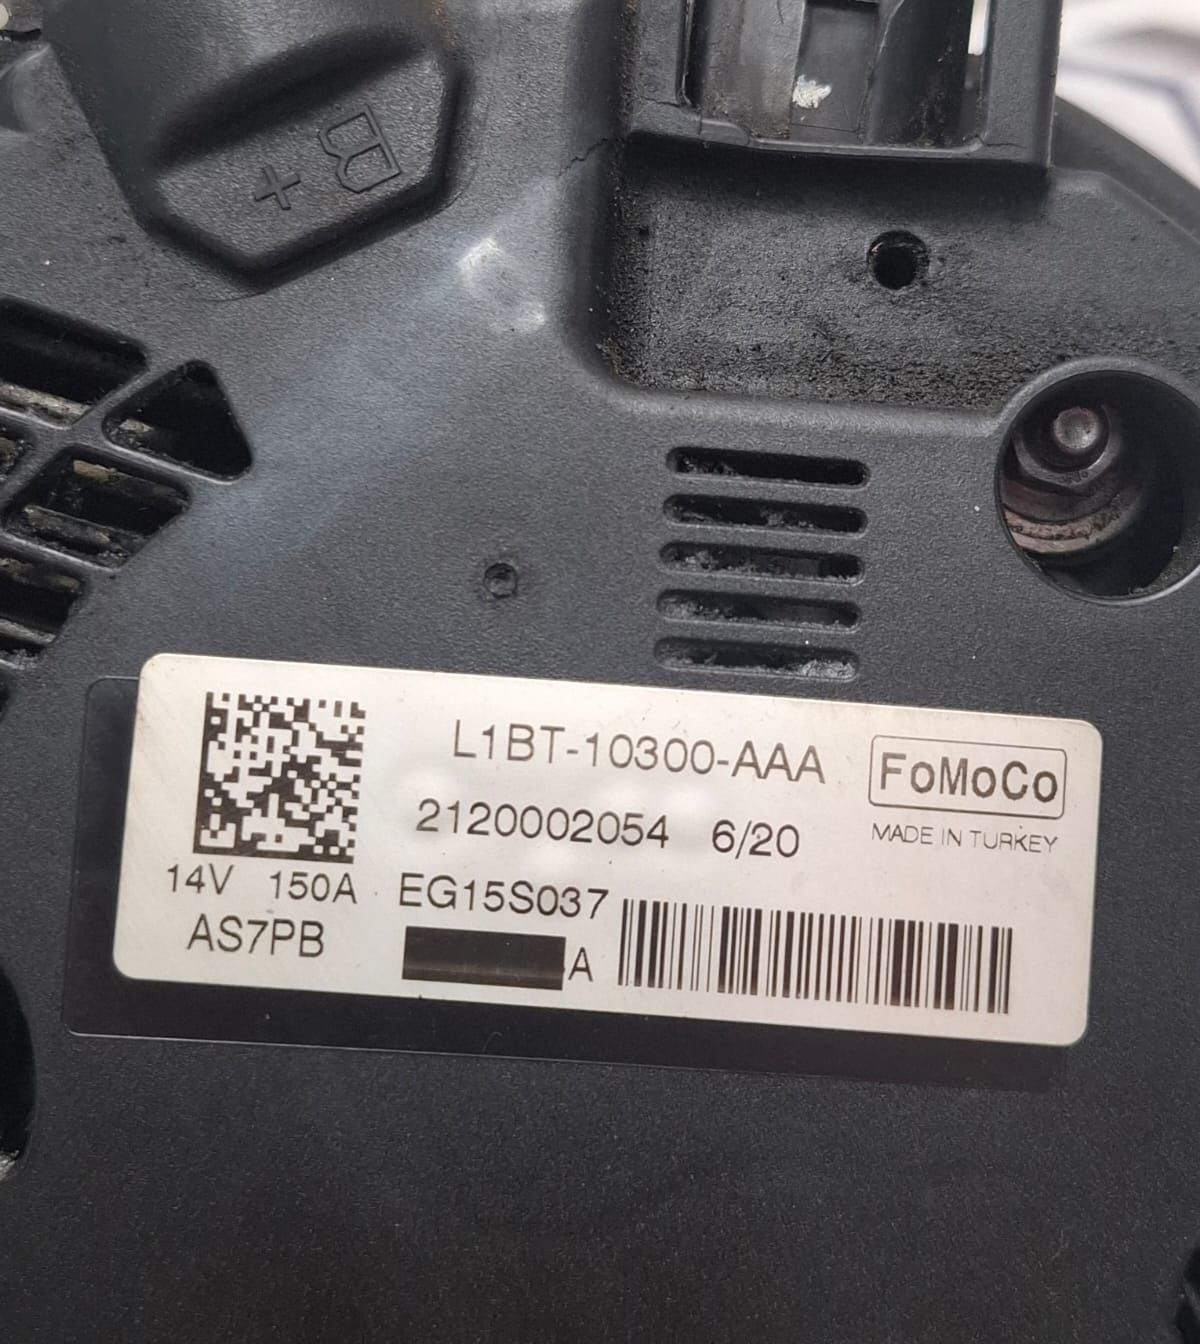 B+
L1BT-10300-AAA
FoMoCo
2120002054 6/20
MADE IN TURKEY
14V 150A EG15S037
AS7PB
A